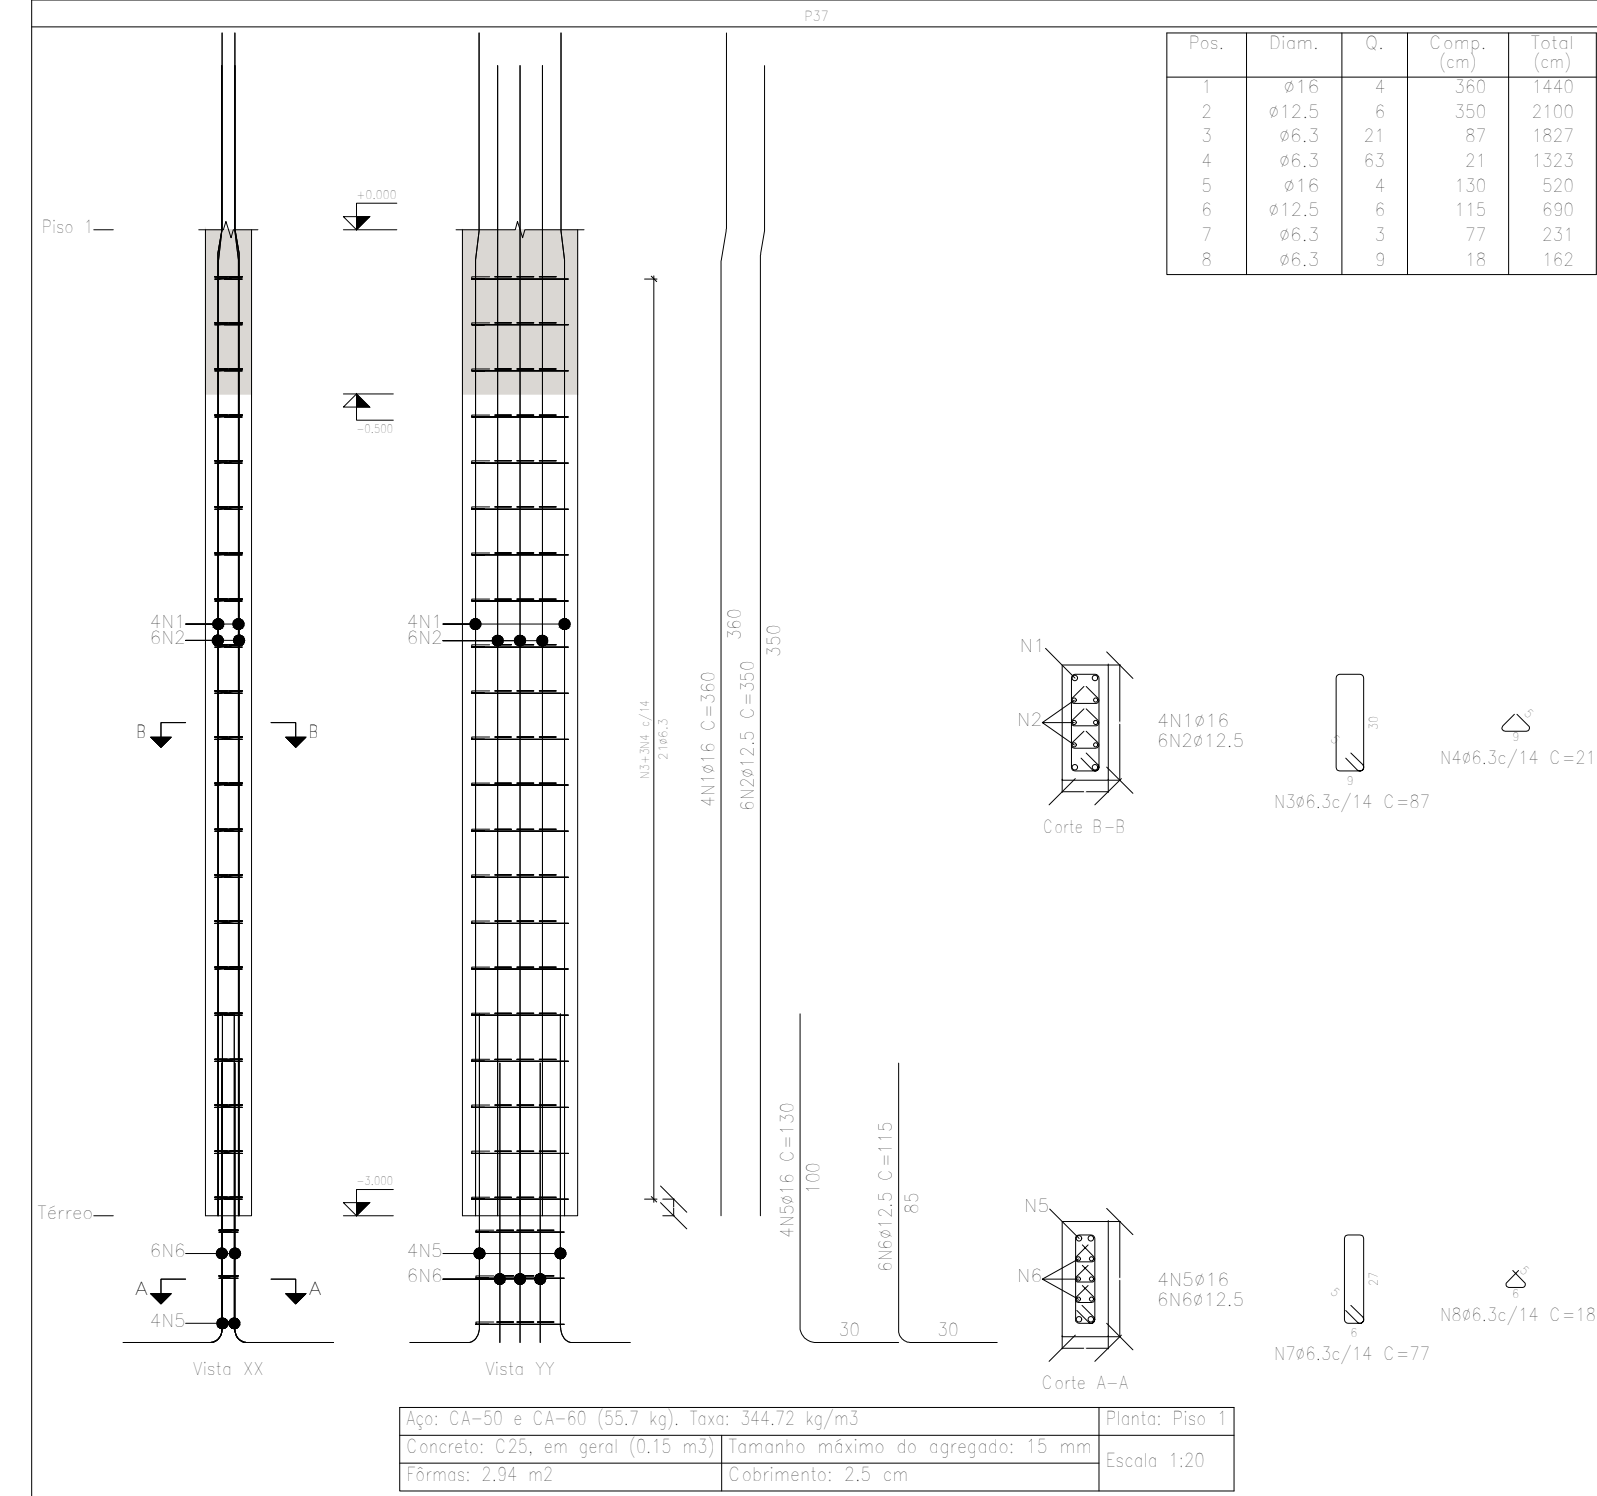 P37
Pos. Diam. Q. Comp. (cm) Total (cm)
1 ø16 4 360 1440
2 ø12.5 6 350 2100
3 ø6.3 21 87 1827
4 ø6.3 63 21 1323
5 ø16 4 130 520
6 ø12.5 6 115 690
7 ø6.3 3 77 231
8 ø6.3 9 18 162
+0.000
Piso 1
-0.500
4N1
6N2
4N1
6N2
B
B
N3+3N4 c/14
21ø6.3
4N1ø16 C=360
360
6N2ø12.5 C=350
350
N1
N2
4N1ø16
6N2ø12.5
Corte B-B
5
30
9
N3ø6.3c/14 C=87
5
9
N4ø6.3c/14 C=21
-3.000
Térreo
6N6
4N5
6N6
A
A
4N5
Vista XX
Vista YY
4N5ø16 C=130
100
30
6N6ø12.5 C=115
85
30
N5
N6
4N5ø16
6N6ø12.5
Corte A-A
5
27
6
N7ø6.3c/14 C=77
5
6
N8ø6.3c/14 C=18
Aço: CA-50 e CA-60 (55.7 kg). Taxa: 344.72 kg/m3
Planta: Piso 1
Concreto: C25, em geral (0.15 m3)
Tamanho máximo do agregado: 15 mm
Escala 1:20
Fôrmas: 2.94 m2
Cobrimento: 2.5 cm